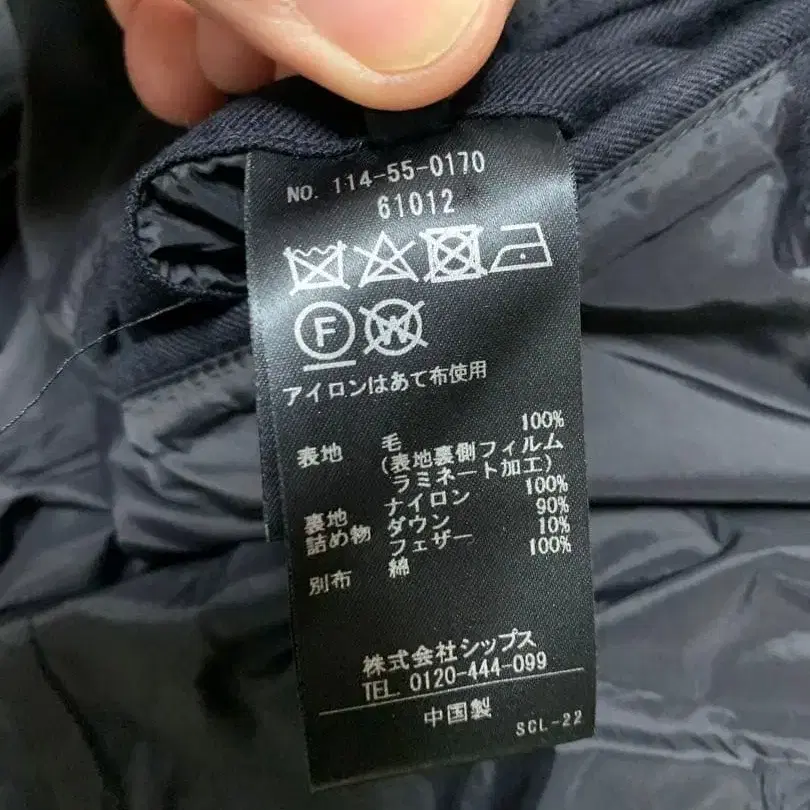 NO. 114-55-0170
61012
F W
アイロンはあて布使用
表地 毛 100%
(表地裏側フィルム
ラミネート加工)
裏地 ナイロン 100%
詰め物 ダウン 90%
フェザー 10%
別布 綿 100%
株式会社シップス
TEL. 0120-444-099
中国製
SCL-22